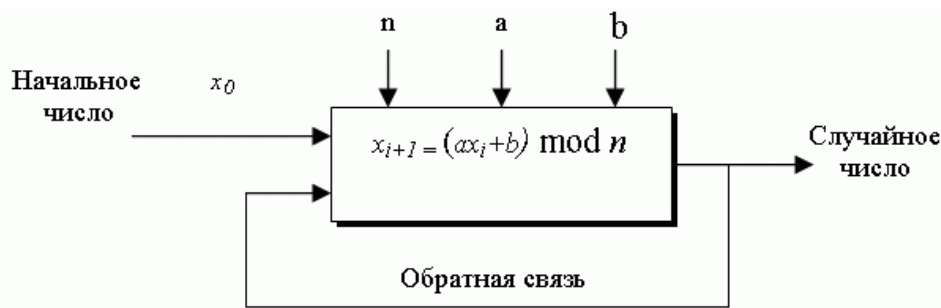 n a b
Начальное
число
x0
xi+1 = (axi+b) mod n
Случайное
число
Обратная связь